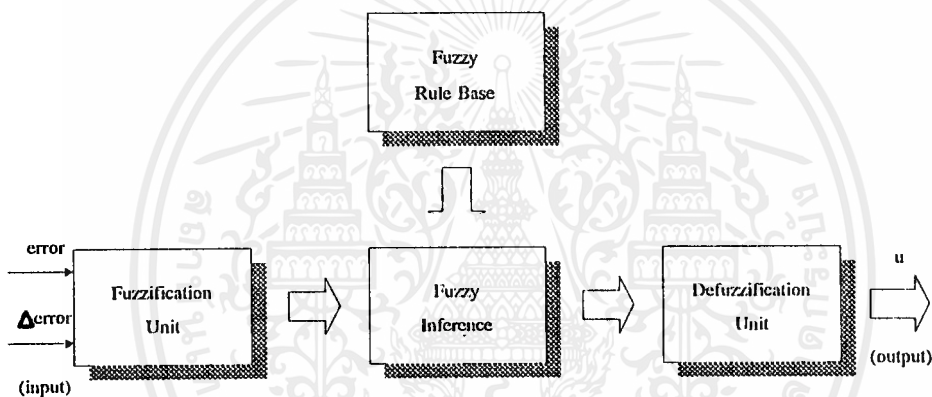 Fuzzy
Rule Base
error
Δerror
(input)
Fuzzification
Unit
Fuzzy
Inference
Defuzzification
Unit
u
(output)